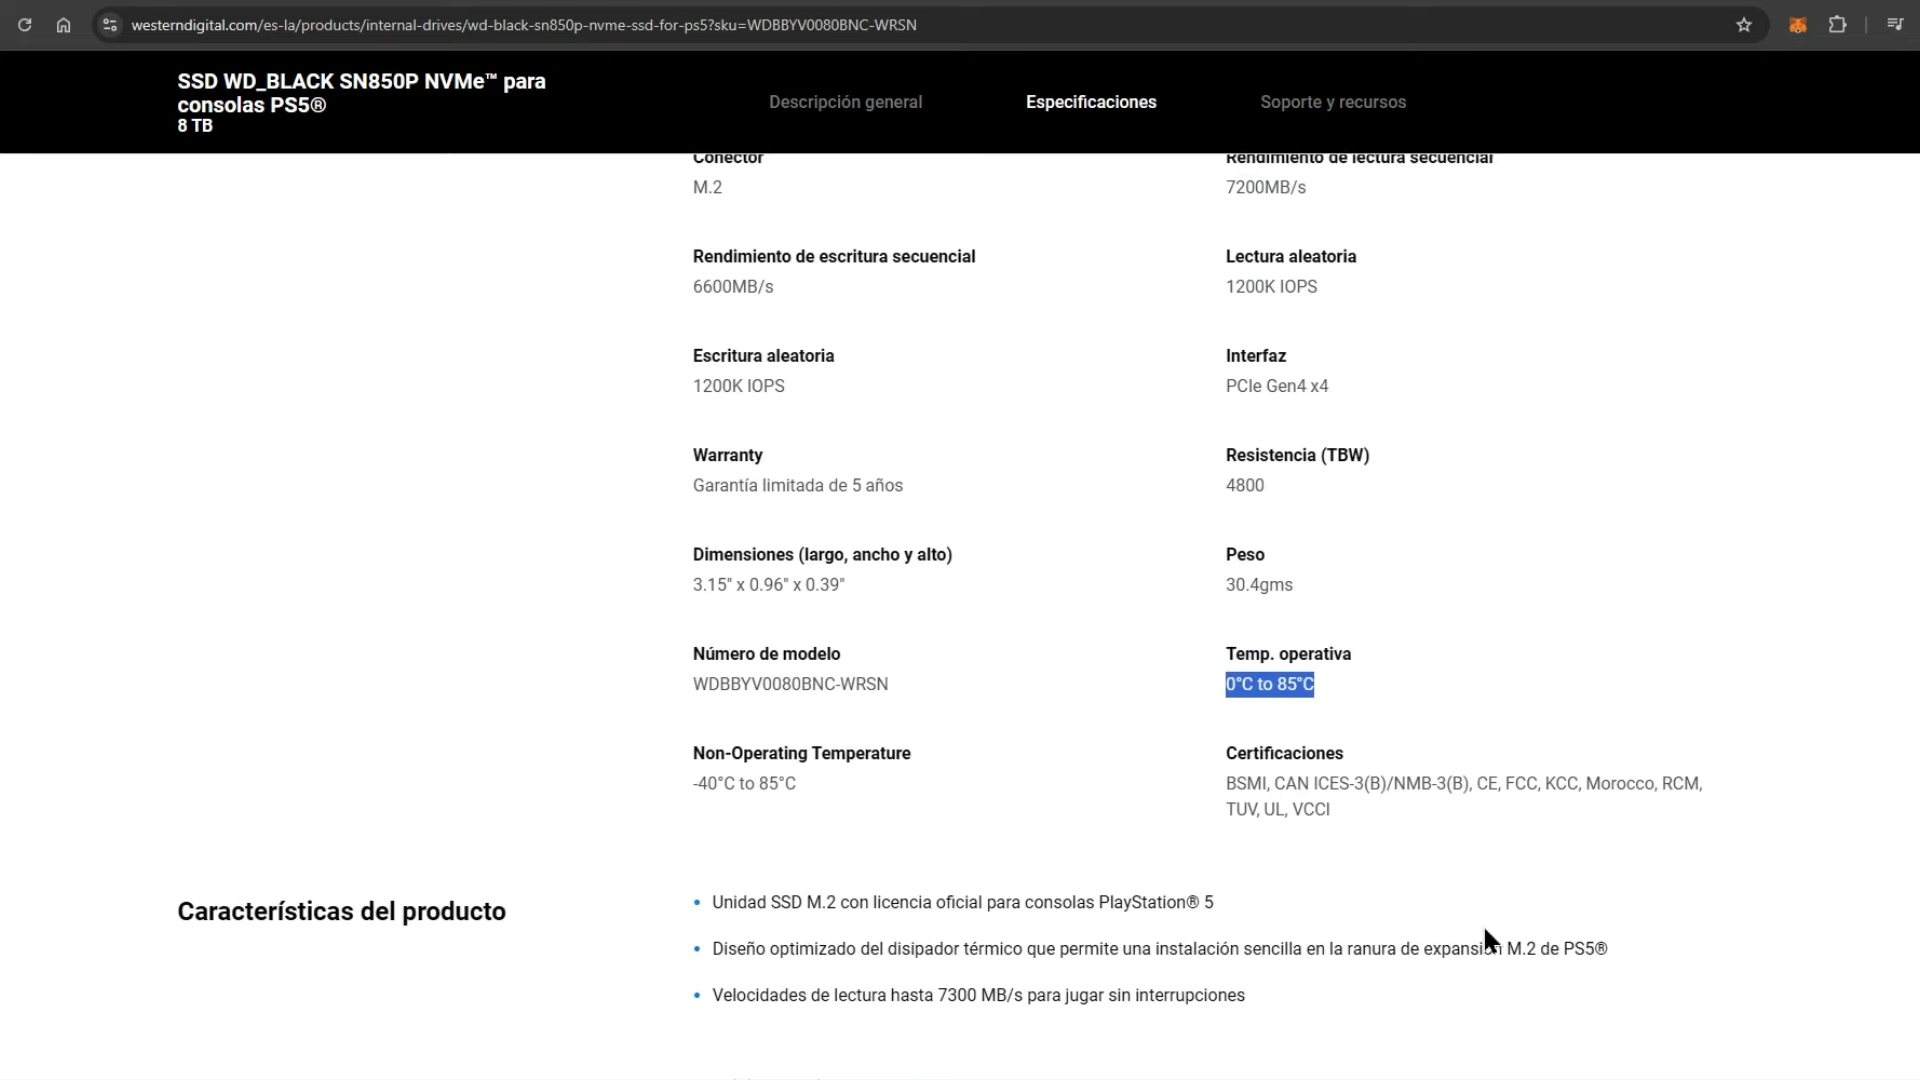 westerndigital.com/es-la/products/internal-drives/wd-black-sn850p-nvme-ssd-for-ps5?sku=WDBBYV0080BNC-WRSN
SSD WD_BLACK SN850P NVMe™ para
consolas PS5®
8 TB
Descripción general
Especificaciones
Soporte y recursos
Conector
M.2
Rendimiento de lectura secuencial
7200MB/s
Rendimiento de escritura secuencial
6600MB/s
Lectura aleatoria
1200K IOPS
Escritura aleatoria
1200K IOPS
Interfaz
PCIe Gen4 x4
Warranty
Garantía limitada de 5 años
Resistencia (TBW)
4800
Dimensiones (largo, ancho y alto)
3.15" x 0.96" x 0.39"
Peso
30.4gms
Número de modelo
WDBBYV0080BNC-WRSN
Temp. operativa
0°C to 85°C
Non-Operating Temperature
-40°C to 85°C
Certificaciones
BSMI, CAN ICES-3(B)/NMB-3(B), CE, FCC, KCC, Morocco, RCM,
TUV, UL, VCCI
Características del producto
• Unidad SSD M.2 con licencia oficial para consolas PlayStation® 5
• Diseño optimizado del disipador térmico que permite una instalación sencilla en la ranura de expansión M.2 de PS5®
• Velocidades de lectura hasta 7300 MB/s para jugar sin interrupciones